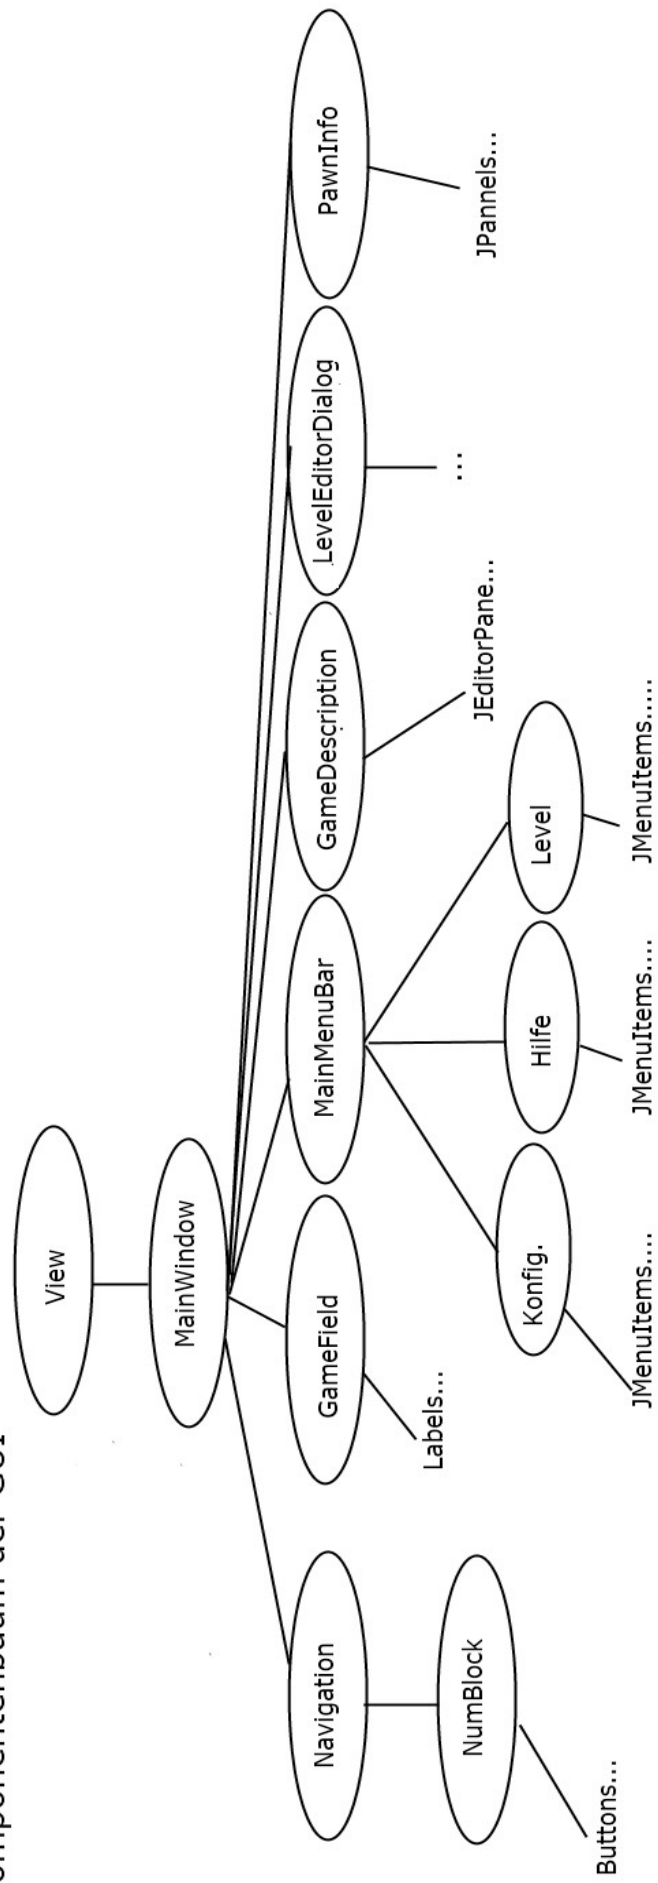 der GUI
View
MainWindow
Navigation
GameField
MainMenuBar
GameDescription
LevelEditorDialog
PawnInfo
NumBlock
Labels...
JEditorPane...
...
JPannels...
Konfig.
Hilfe
Level
Buttons...
JMenuItems....
JMenuItems....
JMenuItems.....